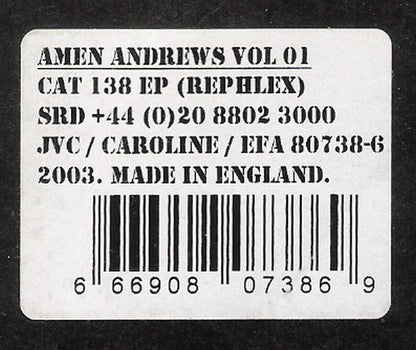 AMEN ANDREWS VOL 01
CAT 138 EP (REPHLEX)
SRD +44 (0)20 8802 3000
JVC / CAROLINE / EFA 80738-6
2003. MADE IN ENGLAND.
6 66908 07386 9